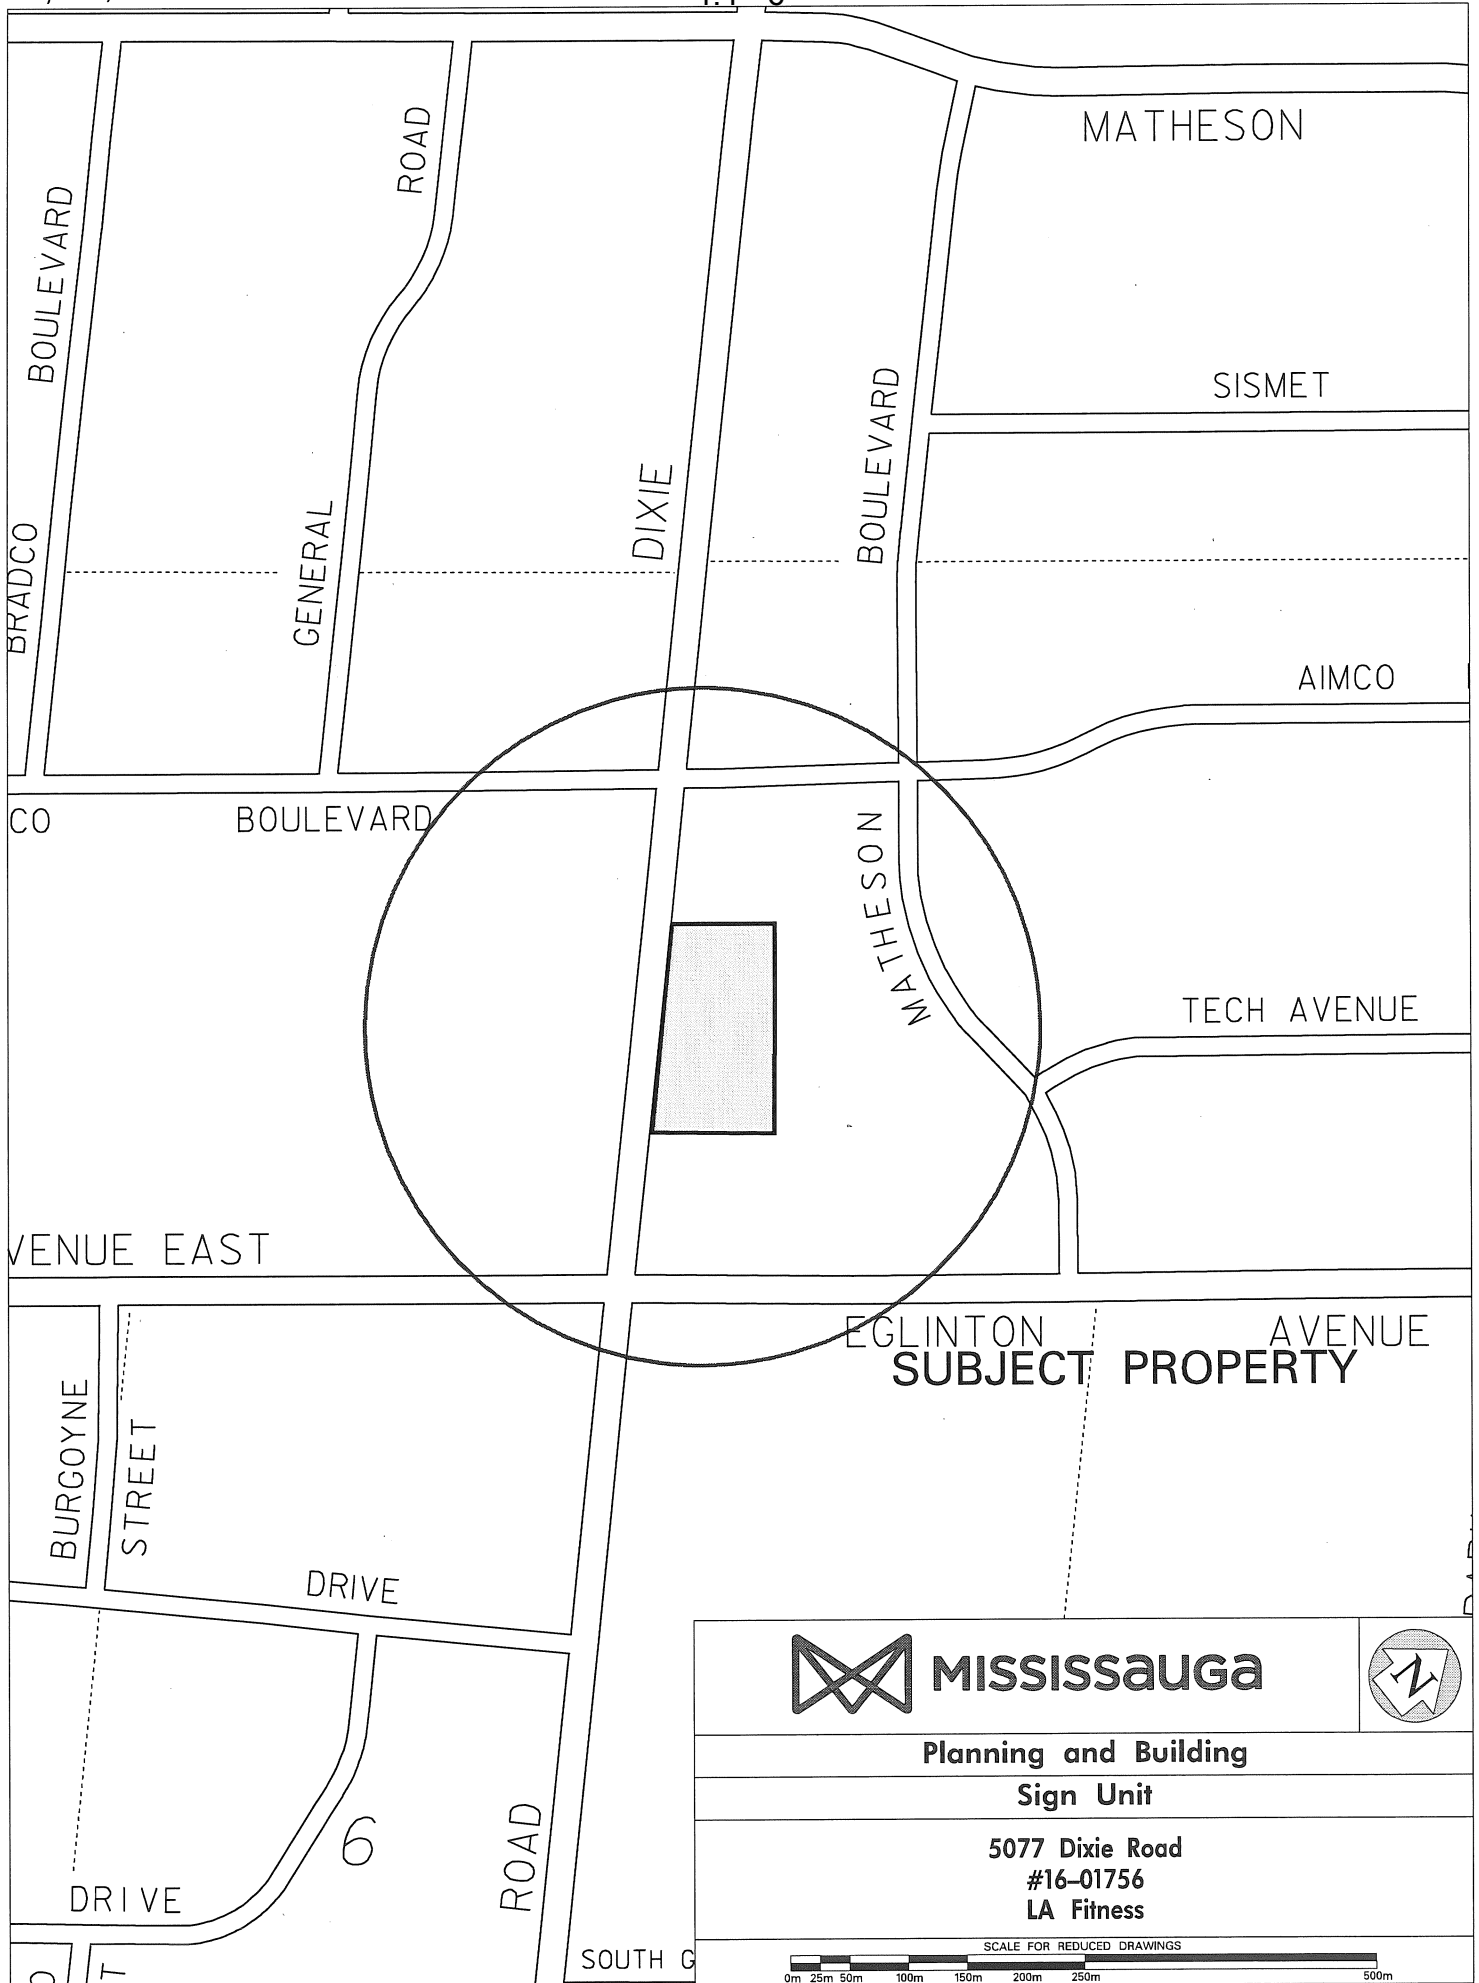 MATHESON
ROAD
BOULEVARD
SISMET
BOULEVARD
DIXIE
GENERAL
BRADCO
AIMCO
CO BOULEVARD
MATHESON
TECH AVENUE
VENUE EAST
EGLINTON AVENUE
SUBJECT PROPERTY
BURGOYNE
STREET
DRIVE
MISSISSauGa
N
Planning and Building
Sign Unit
5077 Dixie Road
#16-01756
LA Fitness
6
ROAD
DRIVE
SOUTH G
SCALE FOR REDUCED DRAWINGS
0m 25m 50m 100m 150m 200m 250m 500m